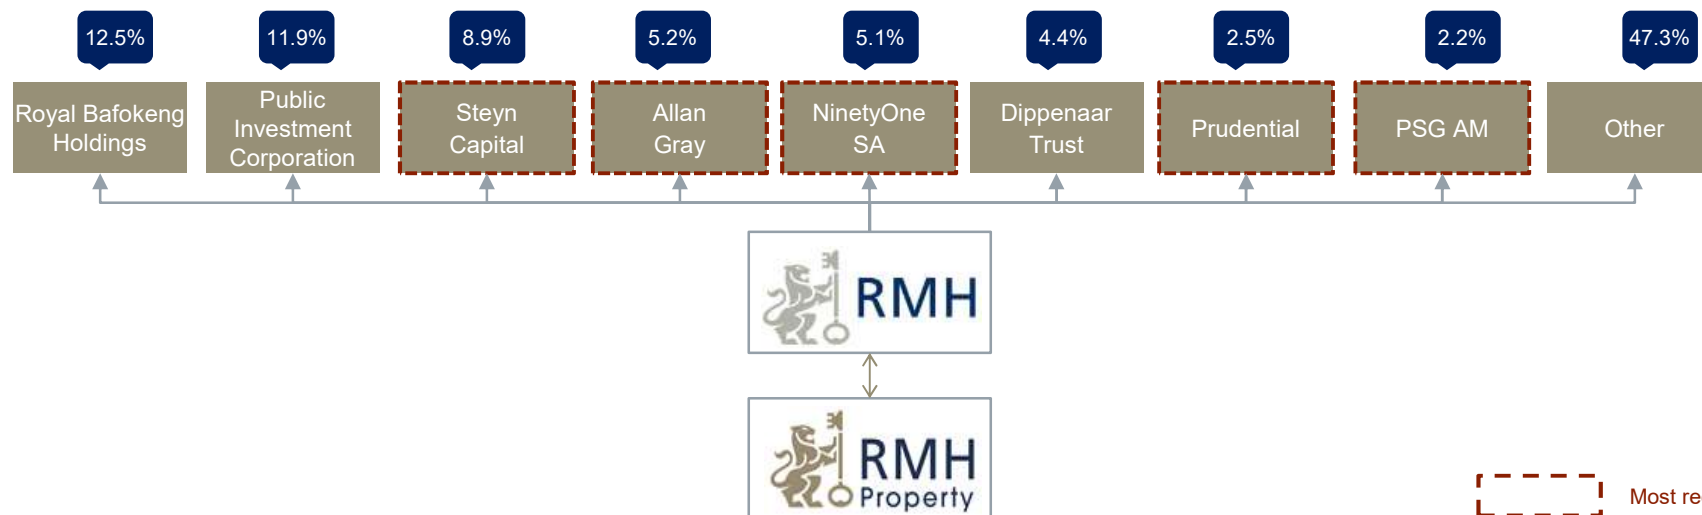 12.5%
11.9%
8.9%
5.2%
5.1%
4.4%
2.5%
2.2%
47.3%
Royal Bafokeng
Holdings
Public
Investment
Corporation
Steyn
Capital
Allan
Gray
NinetyOne
SA
Dippenaar
Trust
Prudential
PSG AM
Other
RMH
RMH
Property
Most re